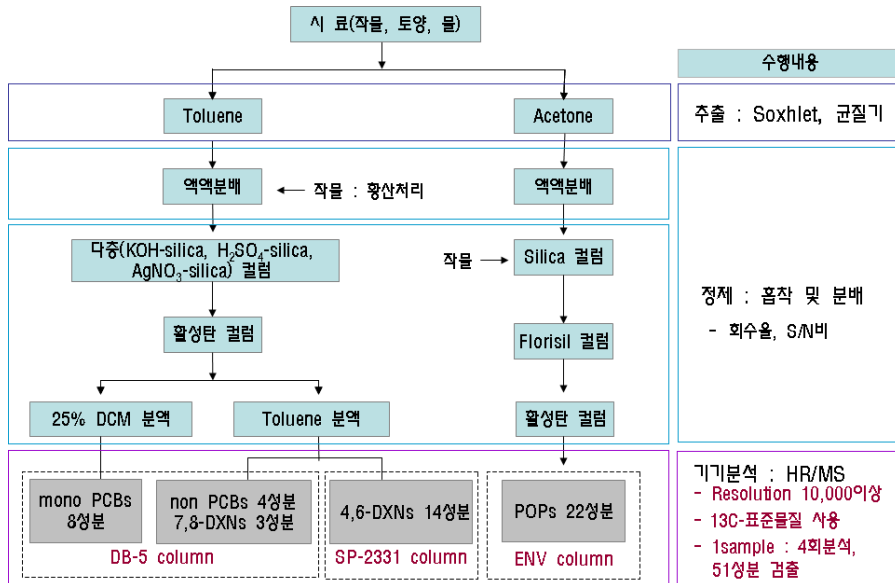 시 료(작물, 토양, 물)
수행내용
Toluene
Acetone
추출 : Soxhlet, 균질기
액액분배
작물 : 황산처리
액액분배
다층(KOH-silica, H₂SO₄-silica,
AgNO₃-silica) 컬럼
작물
Silica 컬럼
정제 : 흡착 및 분배
- 회수율, S/N비
활성탄 컬럼
Florisil 컬럼
25% DCM 분액
Toluene 분액
활성탄 컬럼
mono PCBs
8성분
non PCBs 4성분
7,8-DXNs 3성분
4,6-DXNs 14성분
POPs 22성분
DB-5 column
SP-2331 column
ENV column
기기분석 : HR/MS
- Resolution 10,000이상
- 13C-표준물질 사용
- 1sample : 4회분석,
51성분 검출